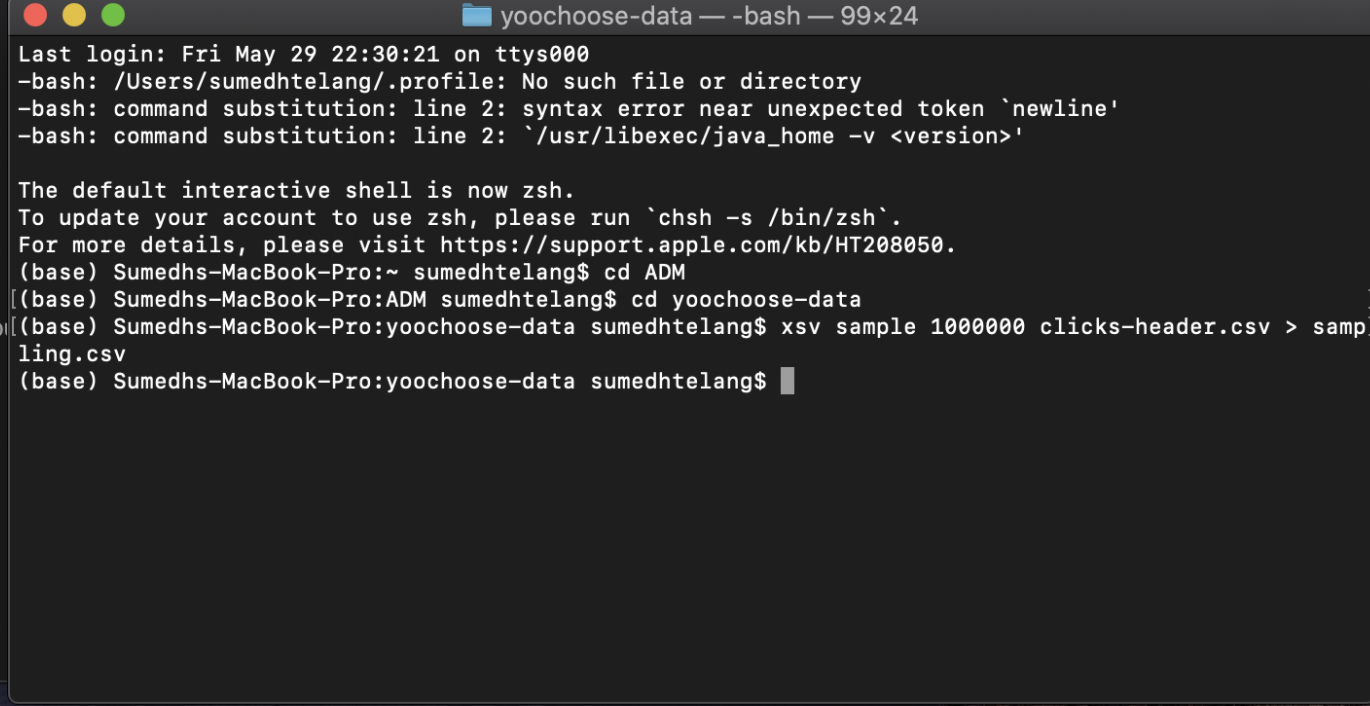 yoochoose-data — -bash — 99×24
Last login: Fri May 29 22:30:21 on ttys000
-bash: /Users/sumedhtelang/.profile: No such file or directory
-bash: command substitution: line 2: syntax error near unexpected token `newline'
-bash: command substitution: line 2: `/usr/libexec/java_home -v <version>'
The default interactive shell is now zsh.
To update your account to use zsh, please run `chsh -s /bin/zsh`.
For more details, please visit https://support.apple.com/kb/HT208050.
(base) Sumedhs-MacBook-Pro:~ sumedhtelang$ cd ADM
[(base) Sumedhs-MacBook-Pro:ADM sumedhtelang$ cd yoochoose-data
[(base) Sumedhs-MacBook-Pro:yoochoose-data sumedhtelang$ xsv sample 1000000 clicks-header.csv > samp]
ling.csv
(base) Sumedhs-MacBook-Pro:yoochoose-data sumedhtelang$